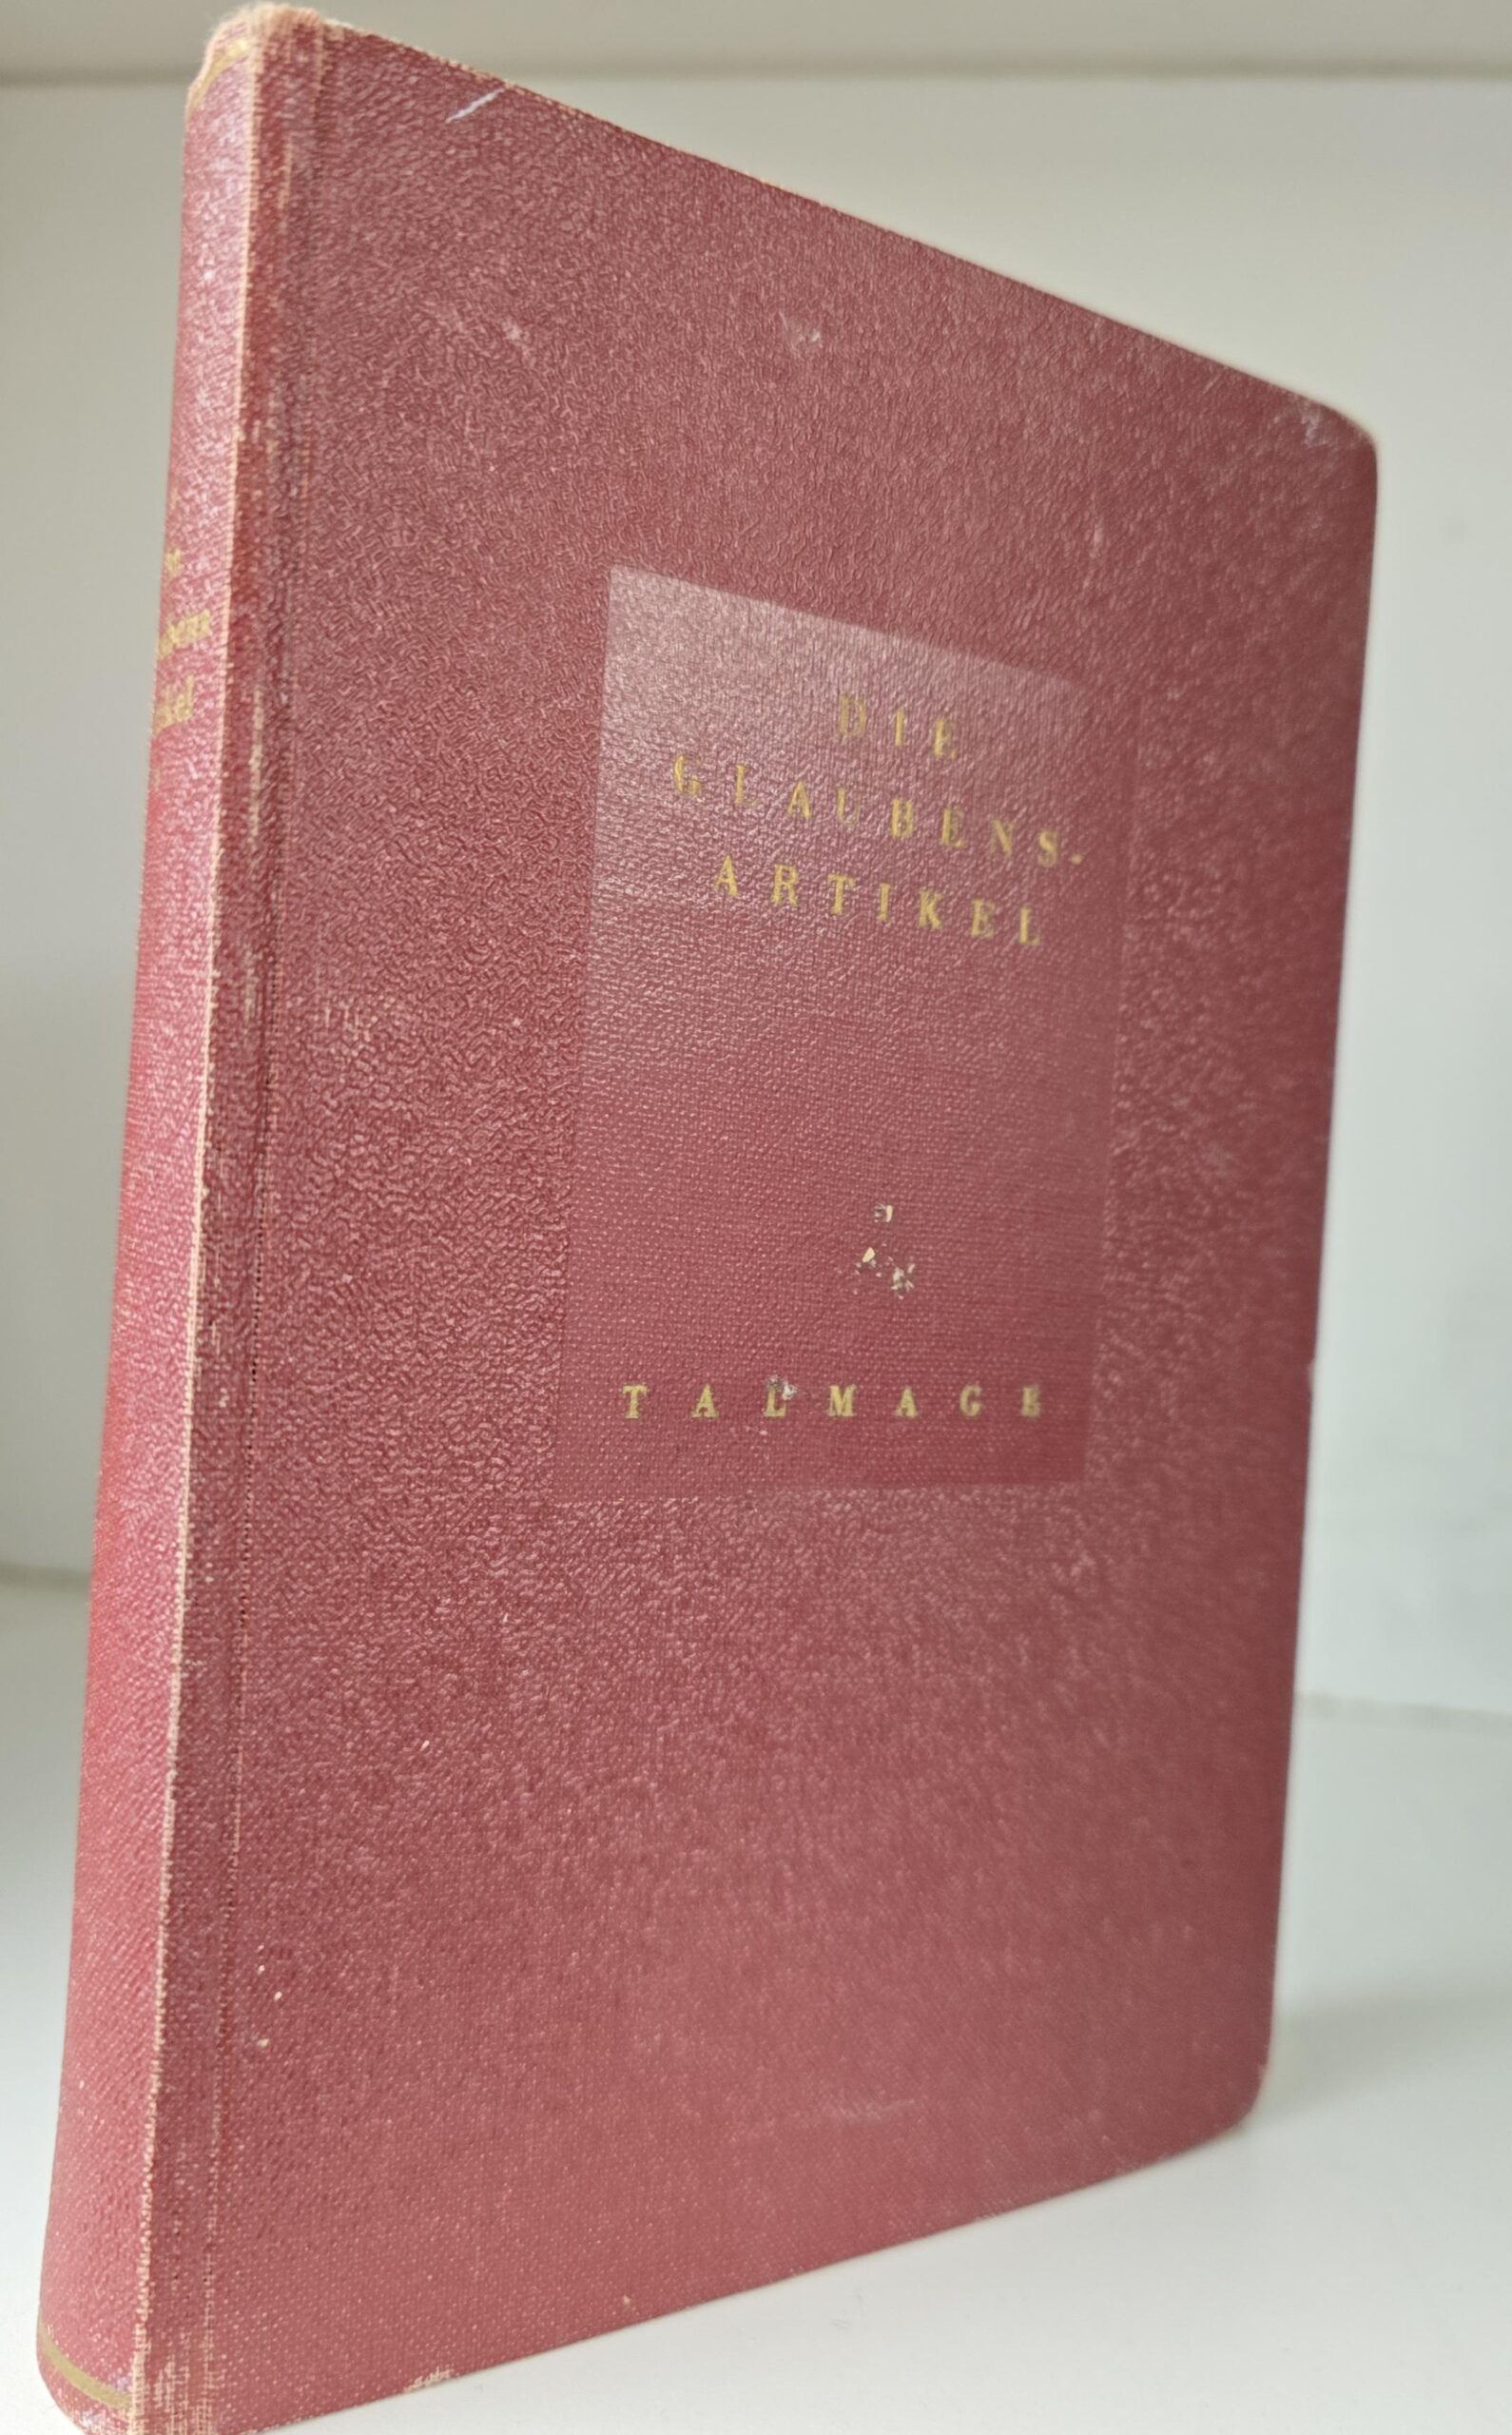 DIE
GLAUBENS-
ARTIKEL
TALMAGE